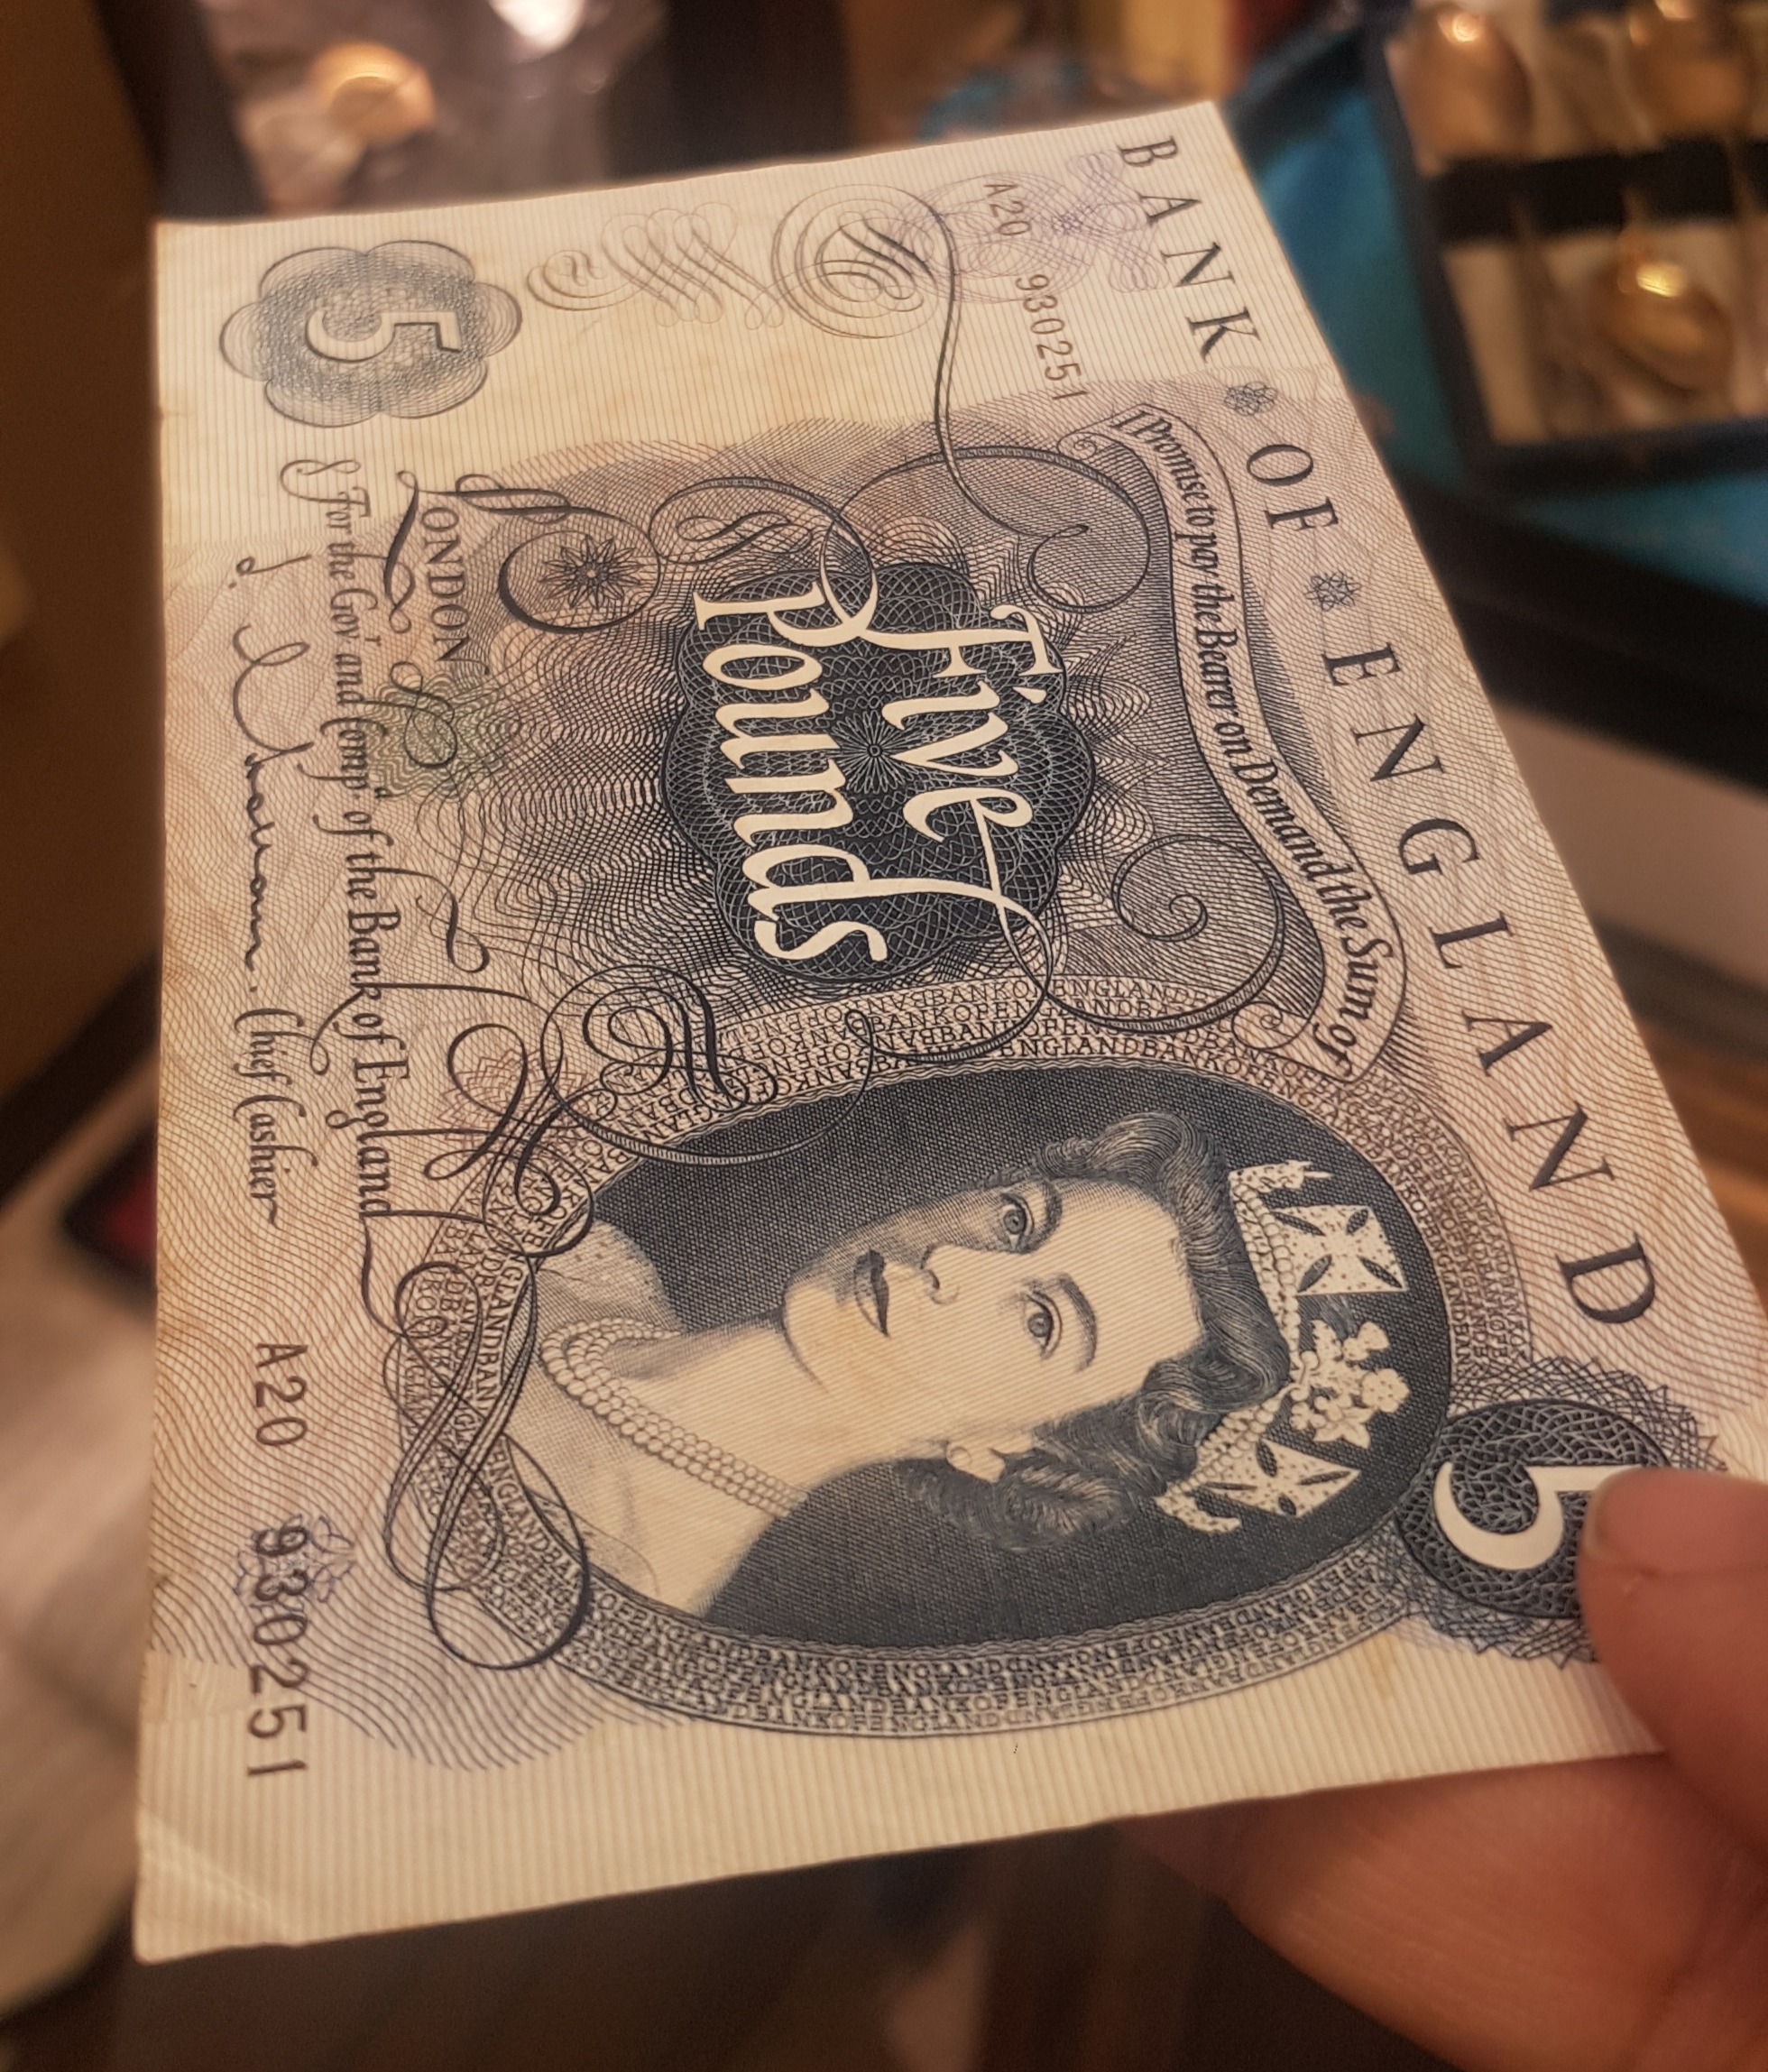 BANK OF ENGLAND
A20 930251
I Promise to pay the Bearer on Demand the Sum of
Five
Pounds
LONDON
For the Gov.r and Comp.a of the Bank of England
Chief Cashier
A20 930251
5
5